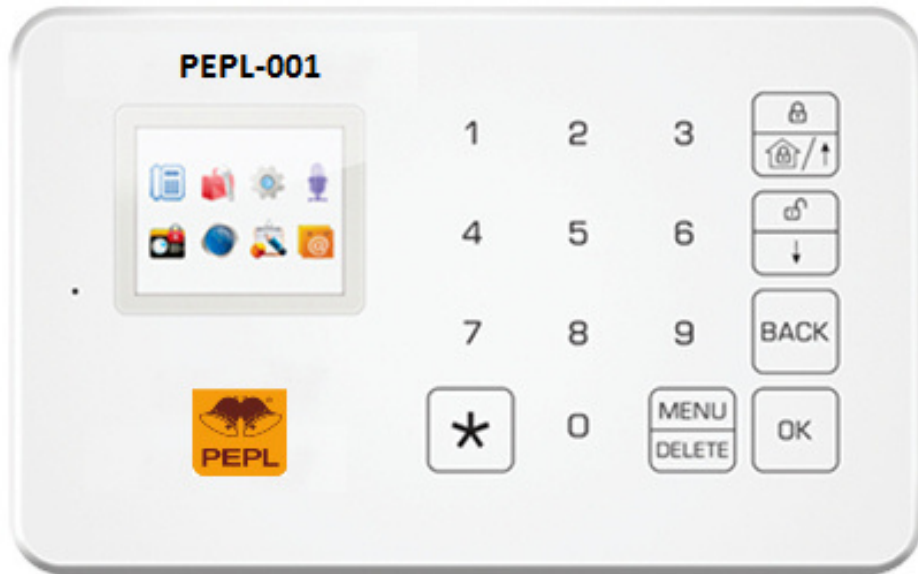 PEPL-001
1 2 3
4 5 6
7 8 9 BACK
* 0 MENU OK
DELETE
PEPL